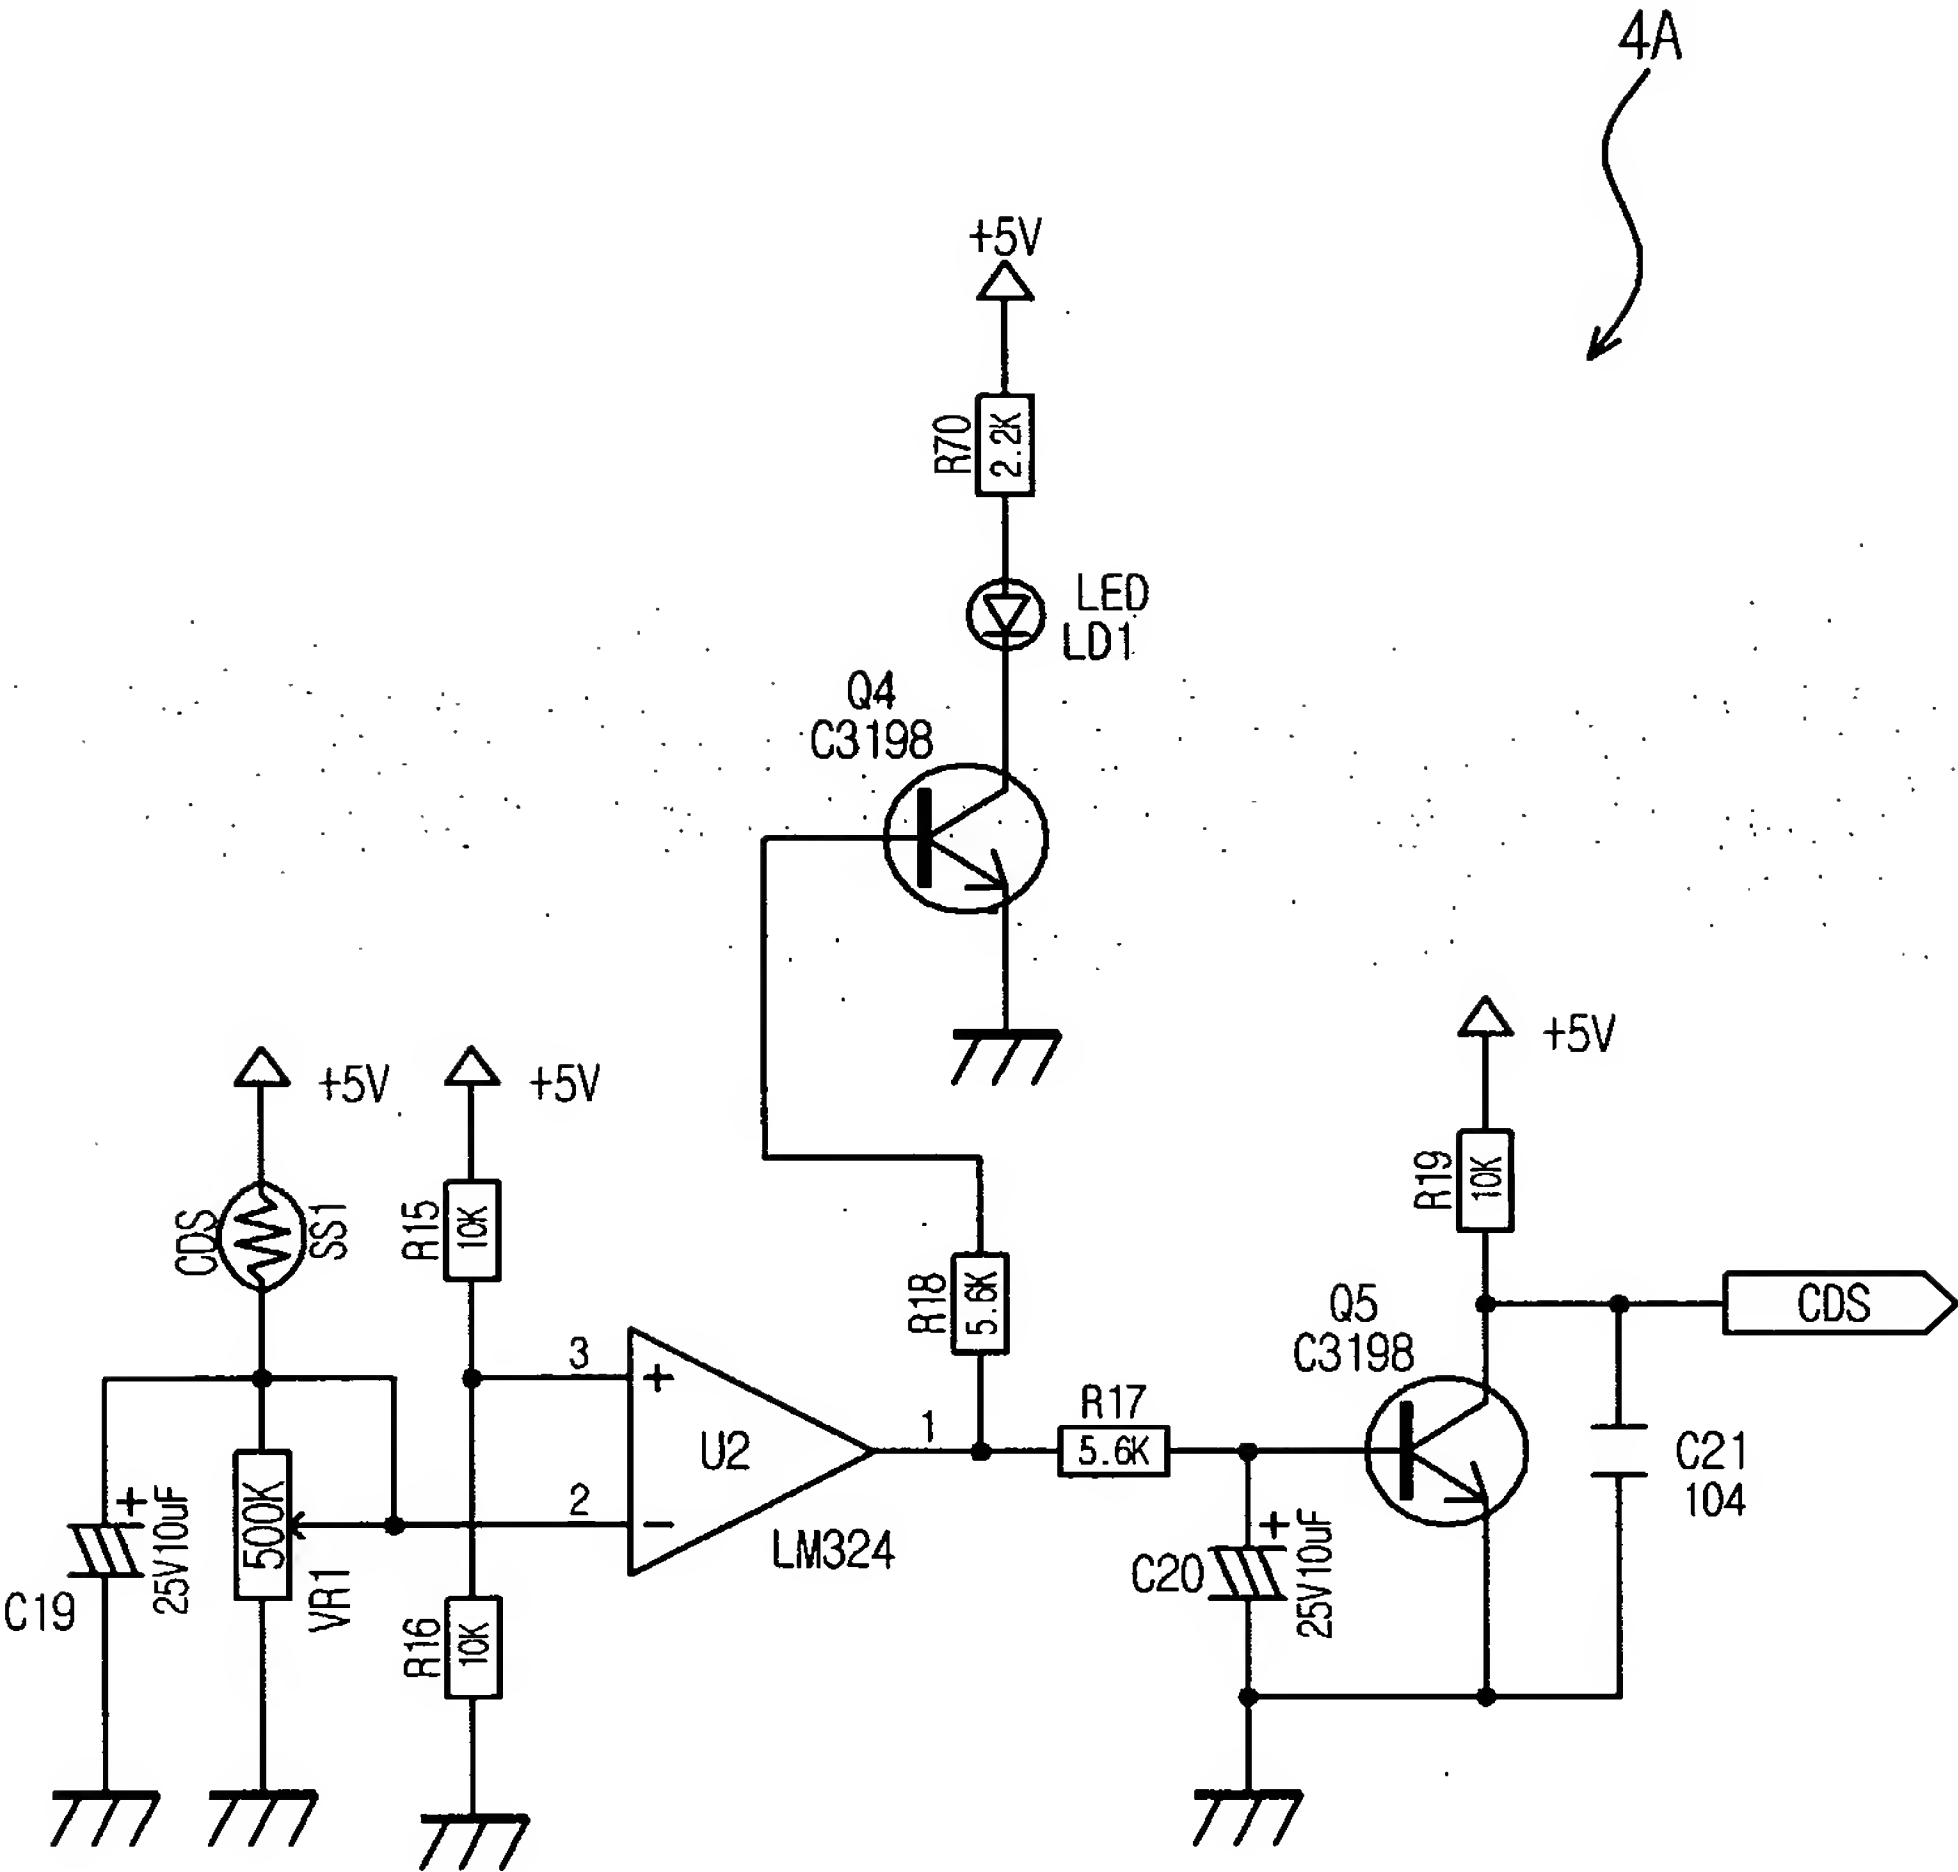 4A
+5V
R70
2.2K
LED
LD1
Q4
C3198
+5V
+5V
+5V
CDS
SS1
R15
10K
R19
10K
R18
5.6K
Q5
C3198
CDS
3
+
U2
1
R17
5.6K
2
−
LM324
C21
104
+
25V10uF
C19
500K
VR1
R16
10K
+
C20
25V10uF